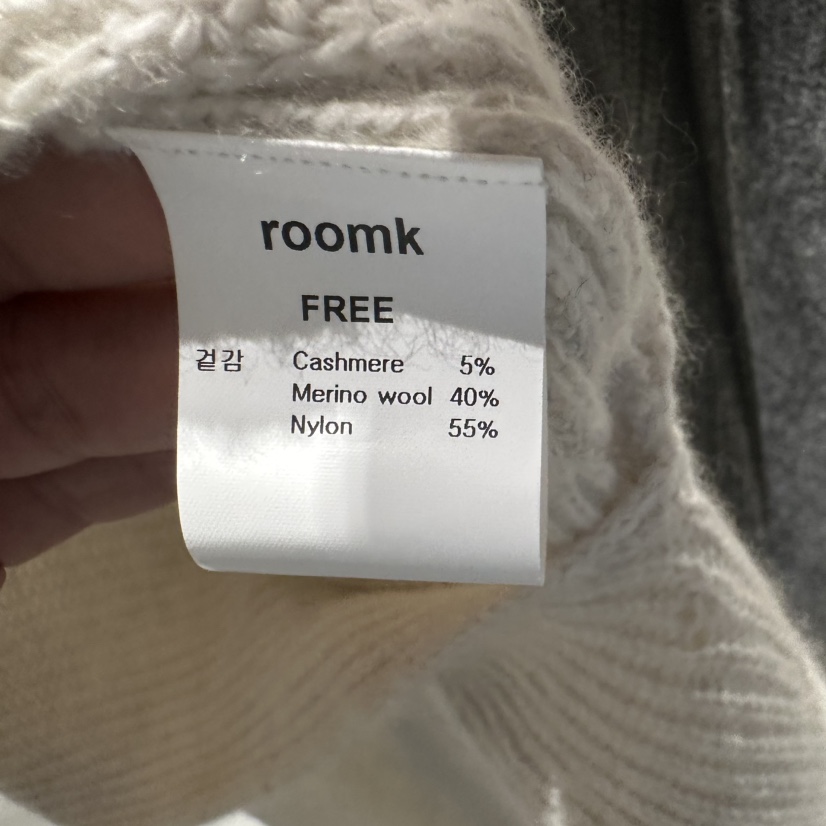 roomk
FREE
겉감 Cashmere 5%
Merino wool 40%
Nylon 55%